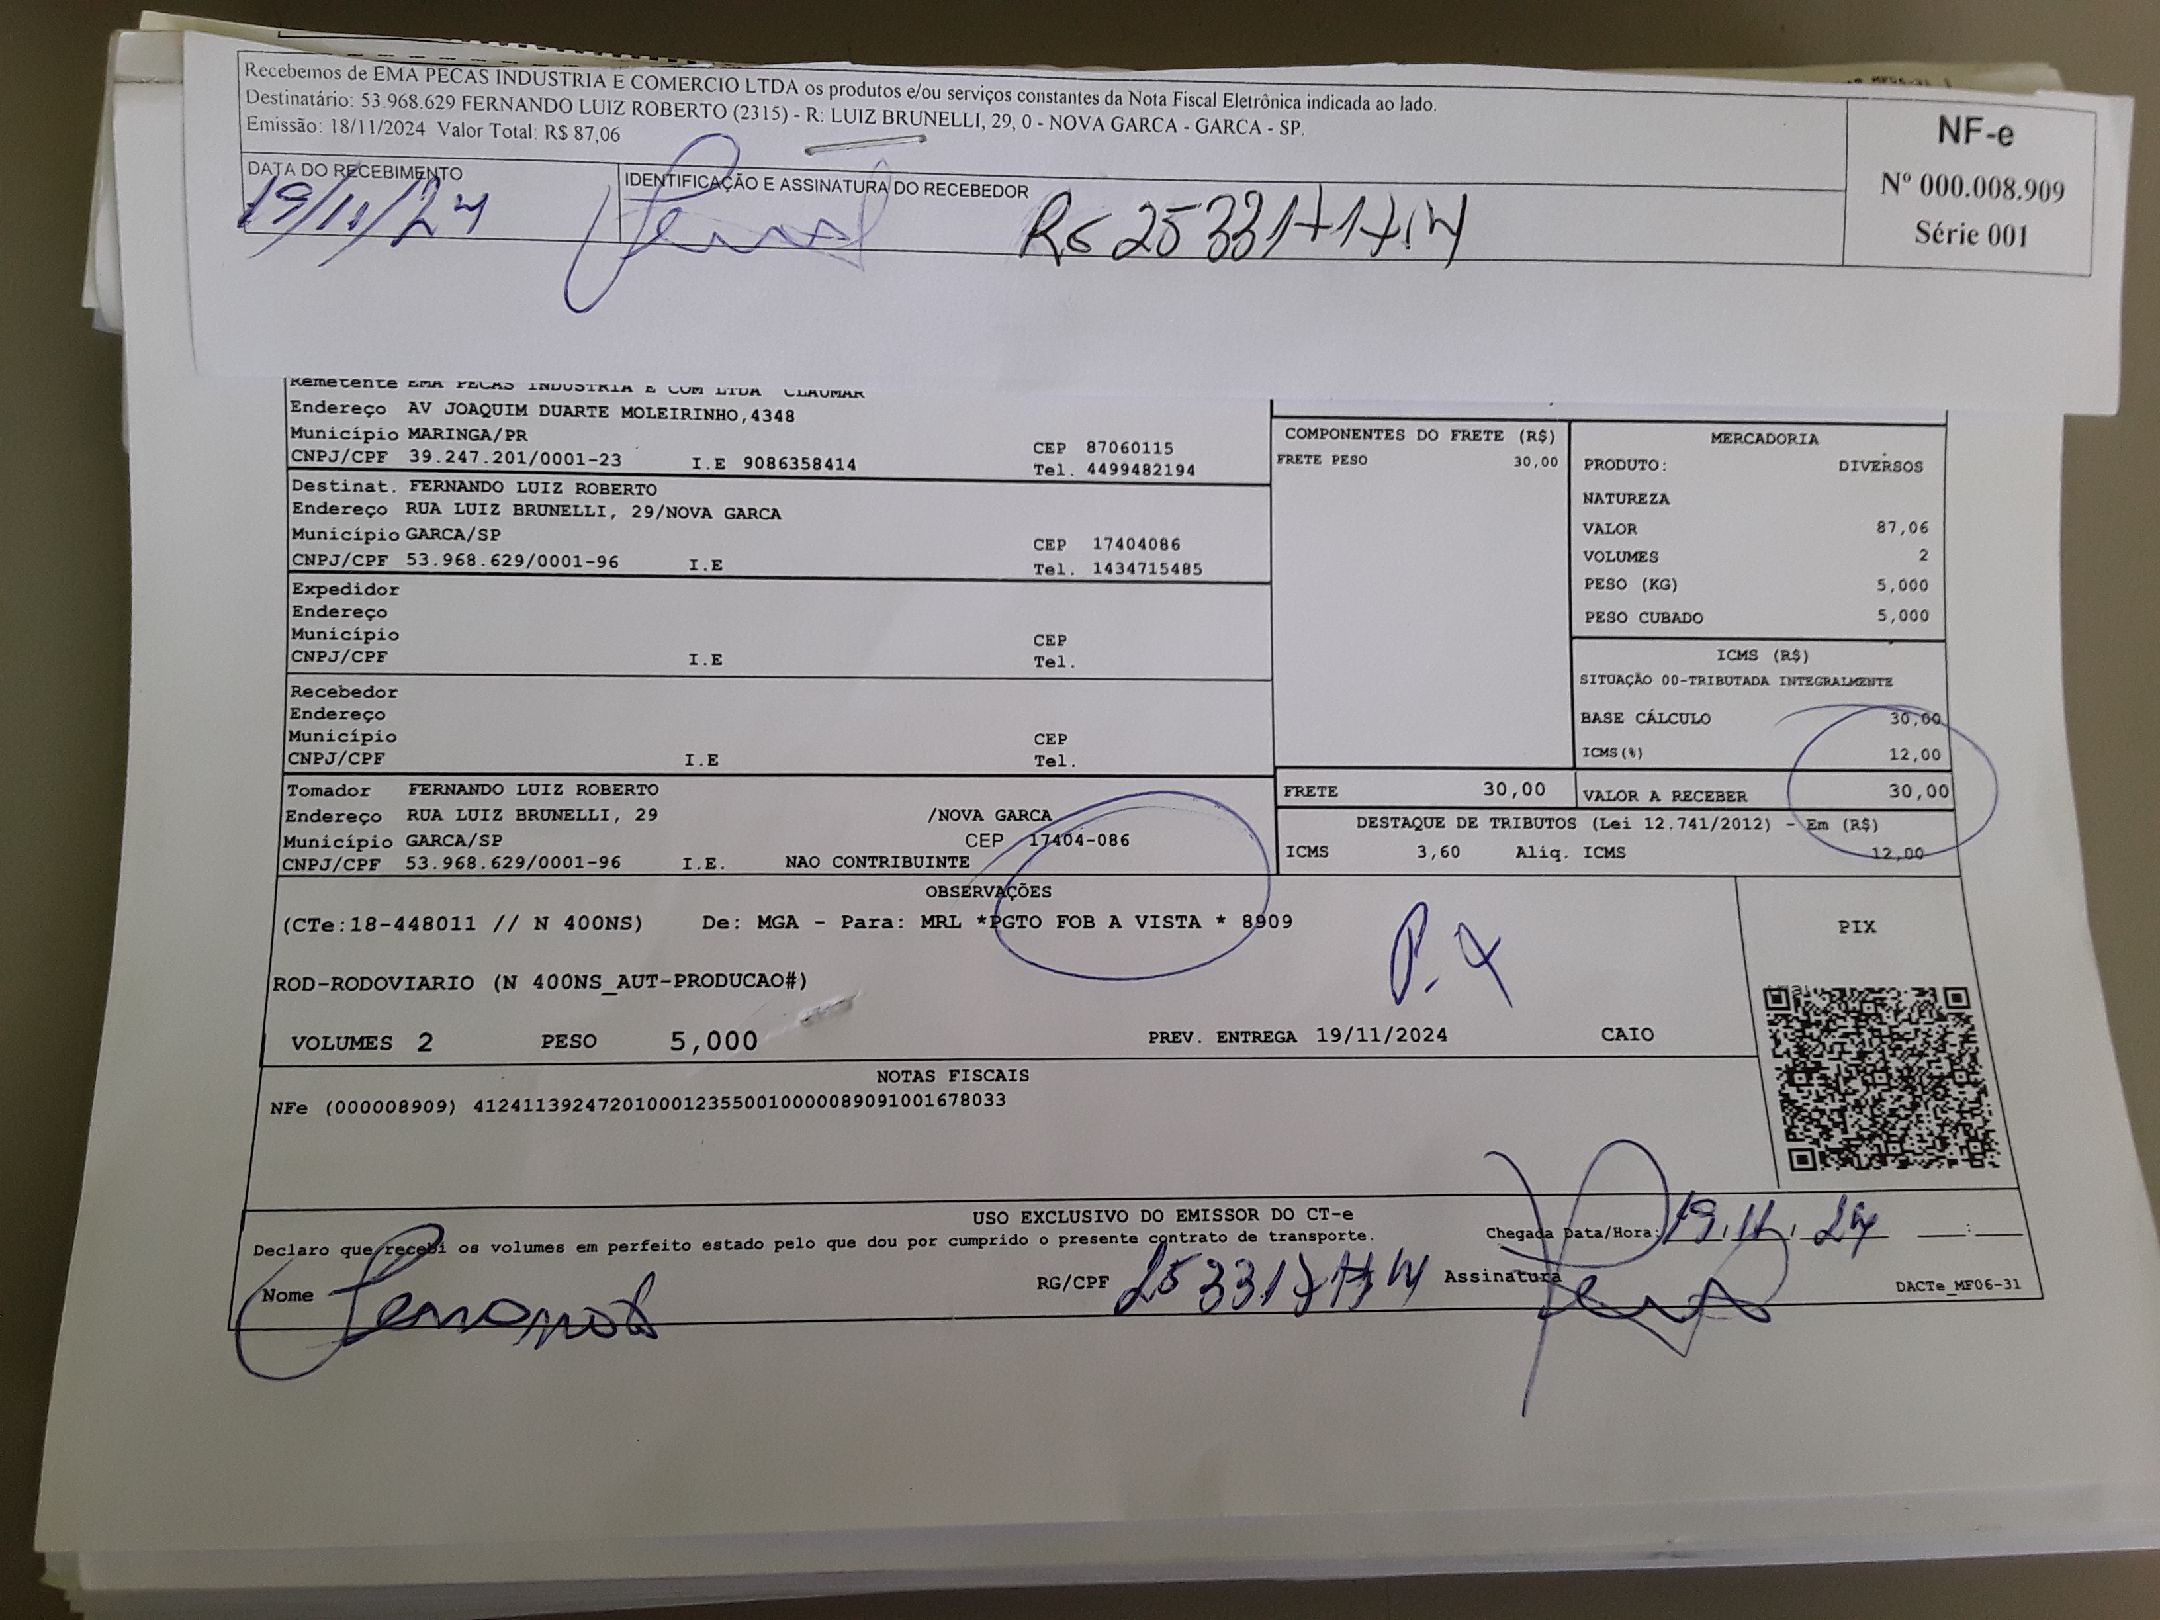 Recebemos de EMA PECAS INDUSTRIA E COMERCIO LTDA os produtos e/ou serviços constantes da Nota Fiscal Eletrônica indicada ao lado.
Destinatário: 53.968.629 FERNANDO LUIZ ROBERTO (2315) - R: LUIZ BRUNELLI, 29, 0 - NOVA GARCA - GARCA - SP.
Emissão: 18/11/2024 Valor Total: R$ 87,06
NF-e
Nº 000.008.909
Série 001
DATA DO RECEBIMENTO
19/11/24
IDENTIFICAÇÃO E ASSINATURA DO RECEBEDOR
Remetente EMA PECAS INDUSTRIA E COM LTDA CLAUMAR
Endereço AV JOAQUIM DUARTE MOLEIRINHO,4348
Município MARINGA/PR CEP 87060115
CNPJ/CPF 39.247.201/0001-23 I.E 9086358414 Tel. 4499482194
Destinat. FERNANDO LUIZ ROBERTO
Endereço RUA LUIZ BRUNELLI, 29/NOVA GARCA
Município GARCA/SP CEP 17404086
CNPJ/CPF 53.968.629/0001-96 I.E Tel. 1434715485
Expedidor
Endereço
Município CEP
CNPJ/CPF I.E Tel.
Recebedor
Endereço
Município CEP
CNPJ/CPF I.E Tel.
Tomador FERNANDO LUIZ ROBERTO
Endereço RUA LUIZ BRUNELLI, 29 /NOVA GARCA
Município GARCA/SP CEP 17404-086
CNPJ/CPF 53.968.629/0001-96 I.E. NAO CONTRIBUINTE
COMPONENTES DO FRETE (R$)
FRETE PESO 30,00
MERCADORIA
PRODUTO: DIVERSOS
NATUREZA
VALOR 87,06
VOLUMES 2
PESO (KG) 5,000
PESO CUBADO 5,000
ICMS (R$)
SITUAÇÃO 00-TRIBUTADA INTEGRALMENTE
BASE CÁLCULO 30,00
ICMS(%) 12,00
FRETE 30,00 VALOR A RECEBER 30,00
DESTAQUE DE TRIBUTOS (Lei 12.741/2012) - Em (R$)
ICMS 3,60 Aliq. ICMS 12,00
OBSERVAÇÕES
(CTe:18-448011 // N 400NS) De: MGA - Para: MRL *PGTO FOB A VISTA * 8909
ROD-RODOVIARIO (N 400NS_AUT-PRODUCAO#)
VOLUMES 2 PESO 5,000 PREV. ENTREGA 19/11/2024 CAIO
PIX
NOTAS FISCAIS
NFe (000008909) 41241139247201000123550010000089091001678033
USO EXCLUSIVO DO EMISSOR DO CT-e
Declaro que recebi os volumes em perfeito estado pelo que dou por cumprido o presente contrato de transporte.
Chegada Data/Hora: 19.11.24 __:__
Nome
RG/CPF
Assinatura
DACTe_MF06-31